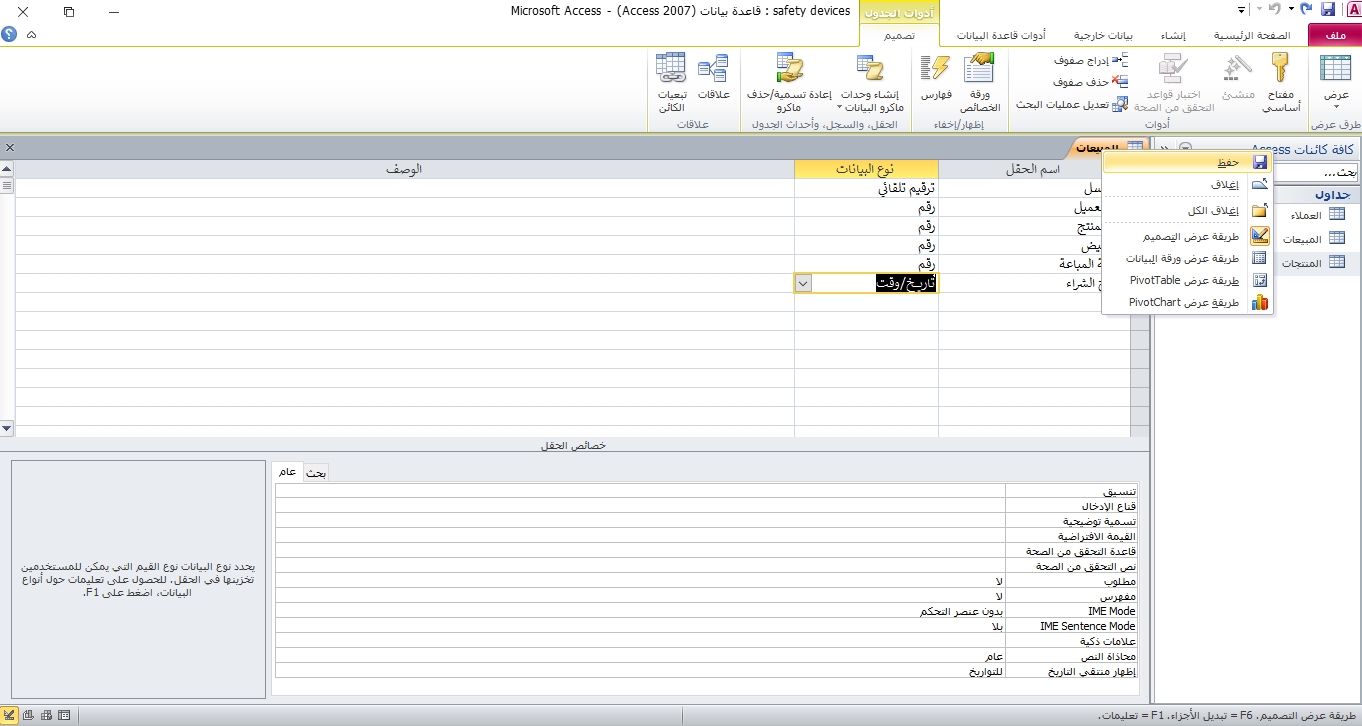 أدوات الجدول
safety devices : قاعدة بيانات (Access 2007) - Microsoft Access
ملف
الصفحة الرئيسية
إنشاء
بيانات خارجية
أدوات قاعدة البيانات
تصميم
عرض
طرق عرض
مفتاح أساسي
منشئ
اختبار قواعد التحقق من الصحة
إدراج صفوف
حذف صفوف
تعديل عمليات البحث
أدوات
ورقة الخصائص
فهارس
إظهار/إخفاء
إنشاء وحدات ماكرو البيانات
إعادة تسمية/حذف ماكرو
الحقل، والسجل، وأحداث الجدول
علاقات
تبعيات الكائن
علاقات
كافة كائنات Access
بحث...
جداول
العملاء
المبيعات
المنتجات
المبيعات
حفظ
إغلاق
إغلاق الكل
طريقة عرض التصميم
طريقة عرض ورقة البيانات
طريقة عرض PivotTable
طريقة عرض PivotChart
اسم الحقل
نوع البيانات
الوصف
ترقيم تلقائي
رقم
رقم
رقم
المباعة
رقم
الشراء
تاريخ/وقت
خصائص الحقل
عام
بحث
تنسيق
قناع الإدخال
تسمية توضيحية
القيمة الافتراضية
قاعدة التحقق من الصحة
نص التحقق من الصحة
مطلوب
لا
مفهرس
لا
IME Mode
بدون عنصر التحكم
IME Sentence Mode
بلا
علامات ذكية
محاذاة النص
عام
إظهار منتقي التاريخ
للتواريخ
يحدد نوع البيانات نوع القيم التي يمكن للمستخدمين
تخزينها في الحقل. للحصول على تعليمات حول أنواع
البيانات، اضغط على F1.
طريقة عرض التصميم. F6 = تبديل الأجزاء. F1 = تعليمات.